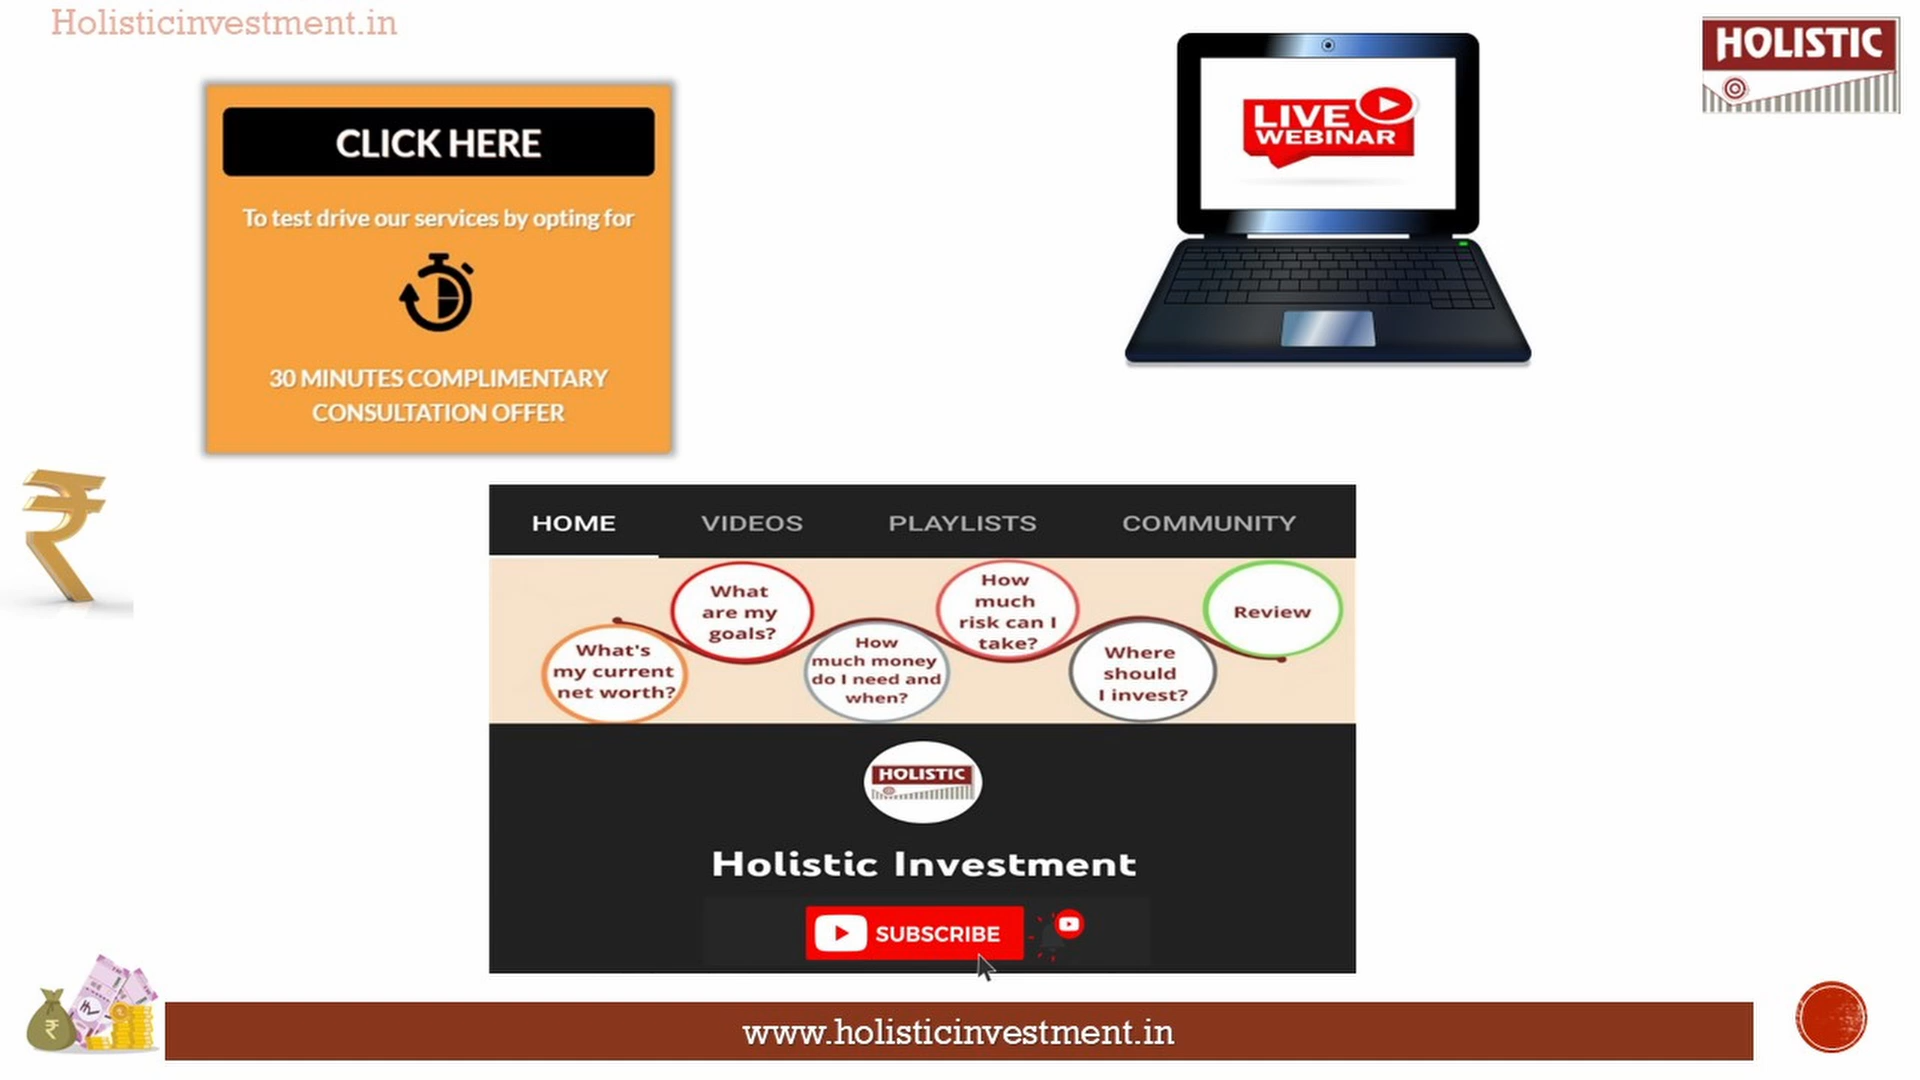 Holisticinvestment.in
HOLISTIC
CLICK HERE
To test drive our services by opting for
30 MINUTES COMPLIMENTARY
CONSULTATION OFFER
LIVE
WEBINAR
HOME VIDEOS PLAYLISTS COMMUNITY
What's
my current
net worth?
What
are my
goals?
How
much money
do I need and
when?
How
much
risk can I
take?
Where
should
I invest?
Review
HOLISTIC
Holistic Investment
SUBSCRIBE
www.holisticinvestment.in